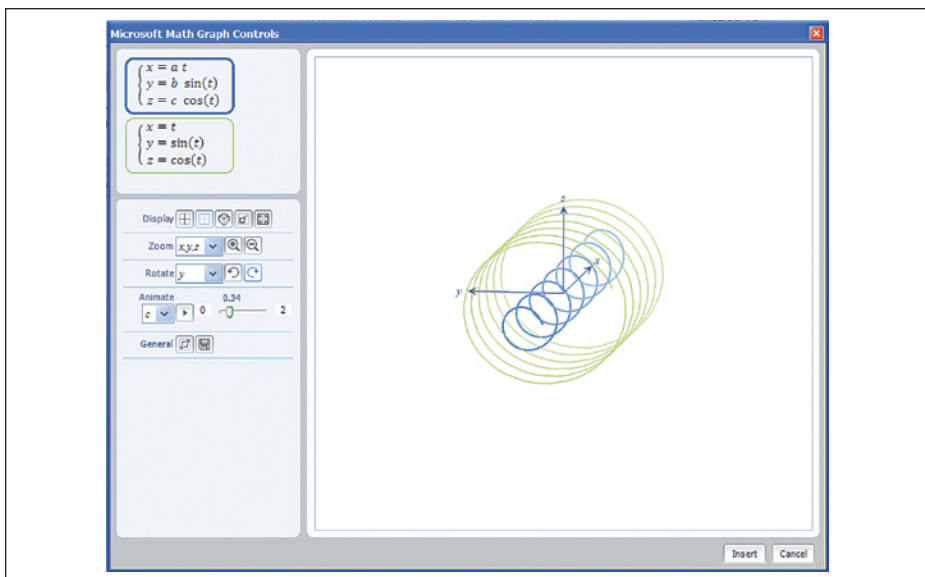 Microsoft Math Graph Controls
x = a t
y = b sin(t)
z = c cos(t)
x = t
y = sin(t)
z = cos(t)
Display
Zoom x,y,z
Rotate y
Animate
c 0 0.34 2
General
z
x
y
Insert Cancel